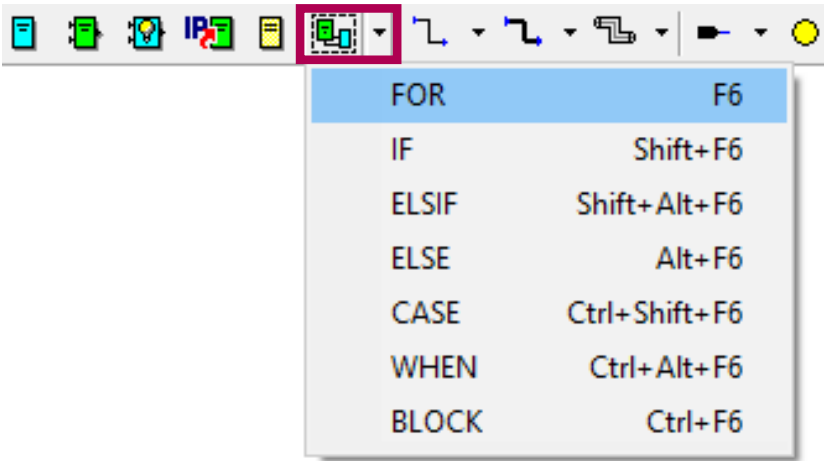 IP
FOR F6
IF Shift+F6
ELSIF Shift+Alt+F6
ELSE Alt+F6
CASE Ctrl+Shift+F6
WHEN Ctrl+Alt+F6
BLOCK Ctrl+F6